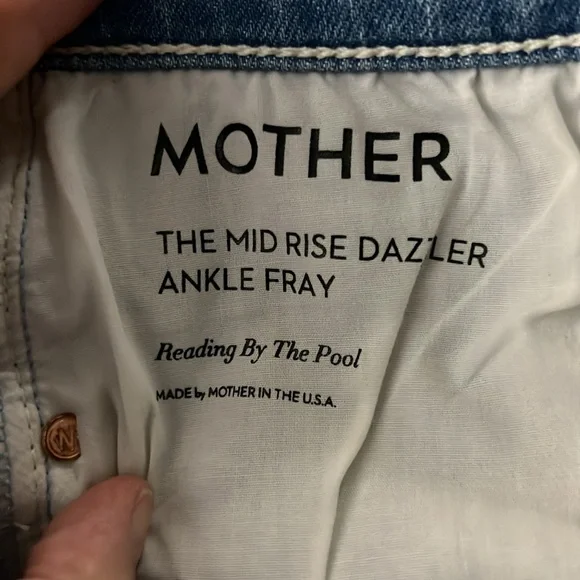 MOTHER
THE MID RISE DAZZLER
ANKLE FRAY
Reading By The Pool
MADE by MOTHER IN THE U.S.A.